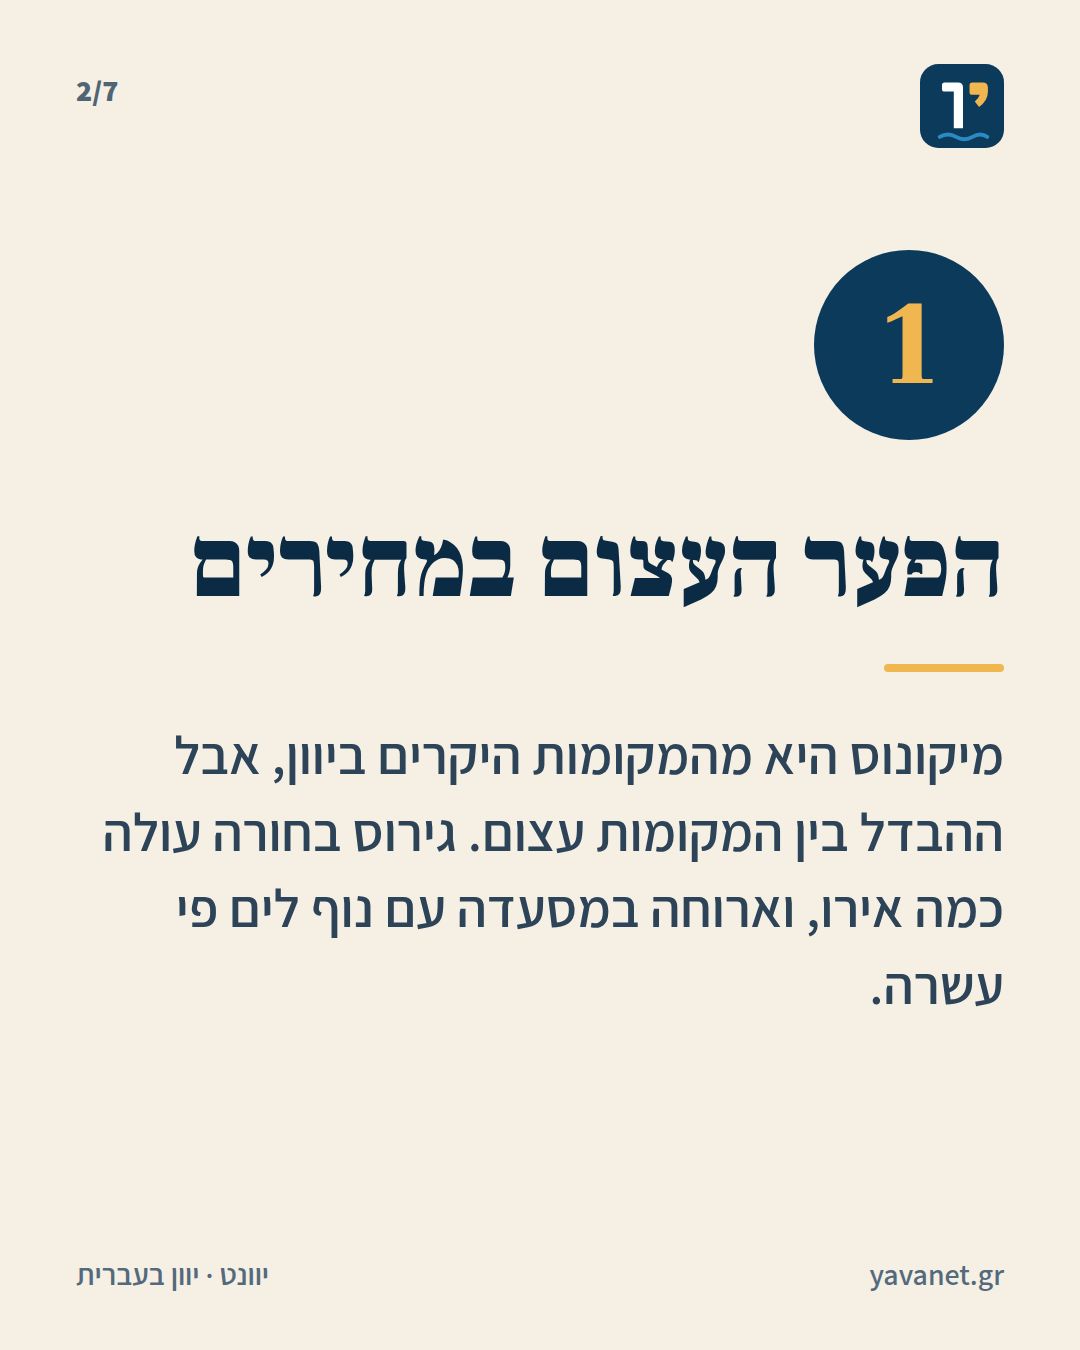 2/7
יו
1
הפער העצום במחירים
מיקונוס היא מהמקומות היקרים ביוון, אבל
ההבדל בין המקומות עצום. גירוס בחורה עולה
כמה אירו, וארוחה במסעדה עם נוף לים פי
עשרה.
yavanet.gr
יוונט · יוון בעברית